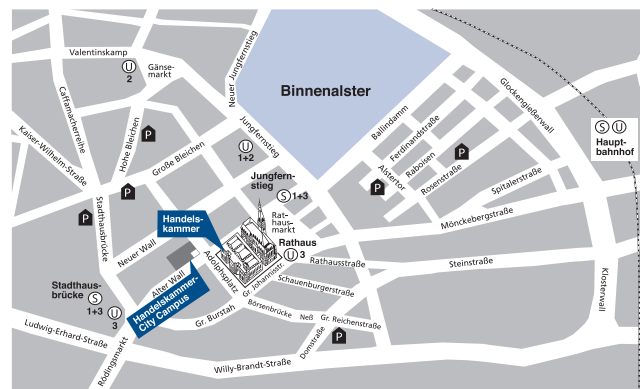 Valentinskamp
U
2
Gänse-
markt
Neuer Jungfernstieg
Binnenalster
Glockengießerwall
Caffamacherreihe
Kaiser-Wilhelm-Straße
Hohe Bleichen
P
Große Bleichen
Jungfernstieg
U
1+2
Ballindamm
Ferdinandstraße
Raboisen
Rosenstraße
Alstertor
P
P
S U
Haupt-
bahnhof
P
P
Stadthausbrücke
Jungfern-
stieg
S 1+3
Spitalerstraße
Mönckebergstraße
Handels-
kammer
Rat-
haus
markt
Rathaus
U 3
Neuer Wall
Alter Wall
Adolphsplatz
Gr. Johannisstr.
Rathausstraße
Steinstraße
Schauenburgerstraße
Klosterwall
Stadthaus-
brücke S
1+3
U
3
Handelskammer-
City Campus
Gr. Burstah
Börsenbrücke
Neß
Gr. Reichenstraße
P
Domstraße
Ludwig-Erhard-Straße
Rödingsmarkt
Willy-Brandt-Straße